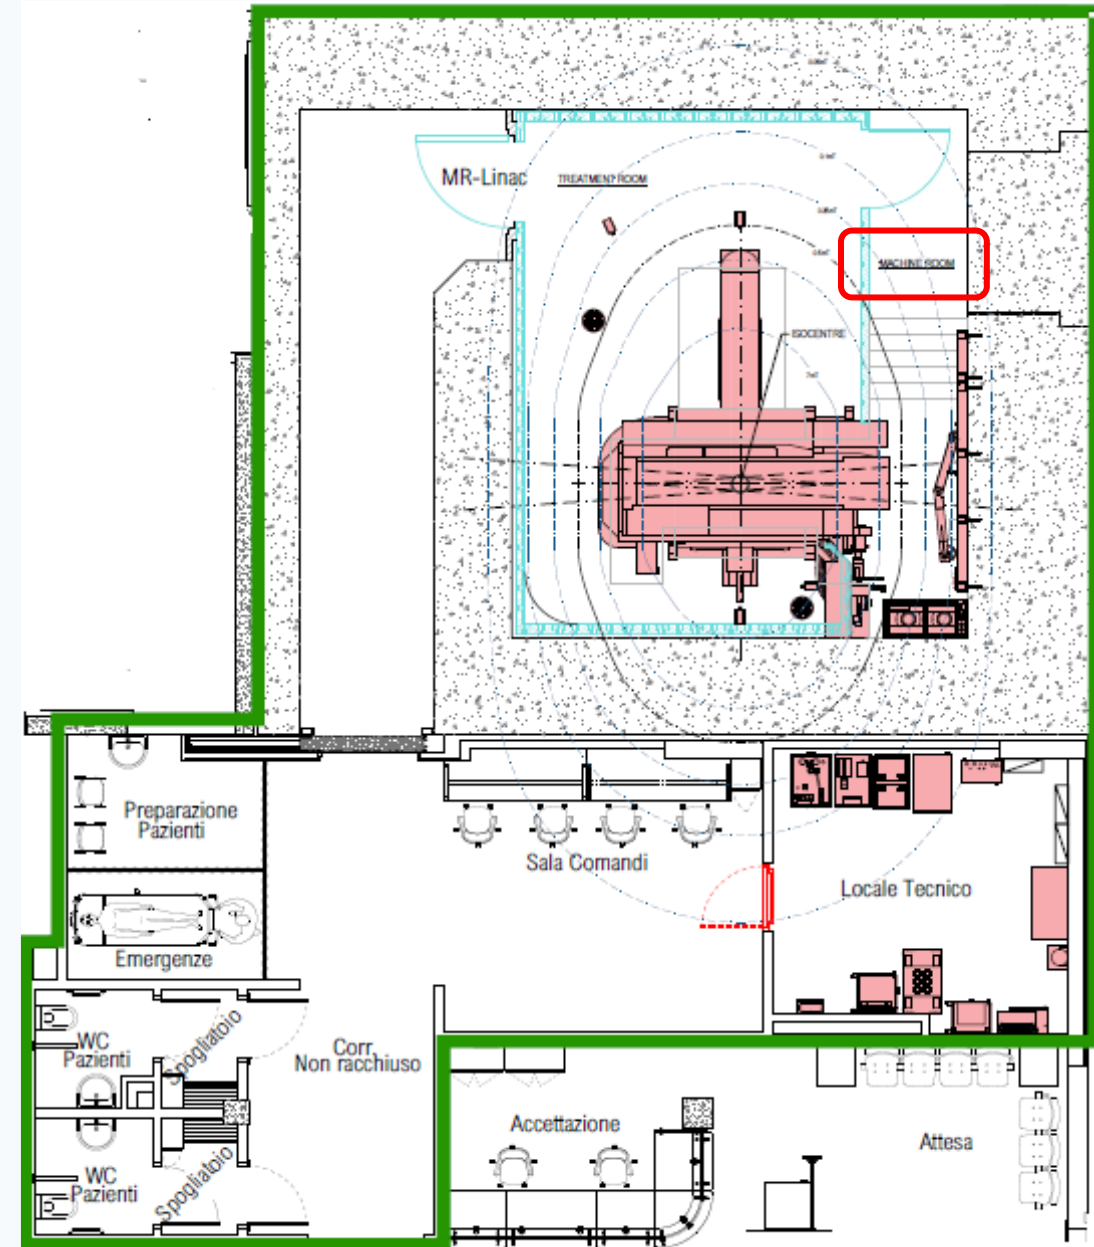 MR-Linac
TREATMENT ROOM
MACHINE ROOM
ISOCENTRE
Preparazione
Pazienti
Sala Comandi
Locale Tecnico
Emergenze
WC
Pazienti
Spogliatoio
Corr.
Non racchiuso
Accettazione
Attesa
WC
Pazienti
Spogliatoio